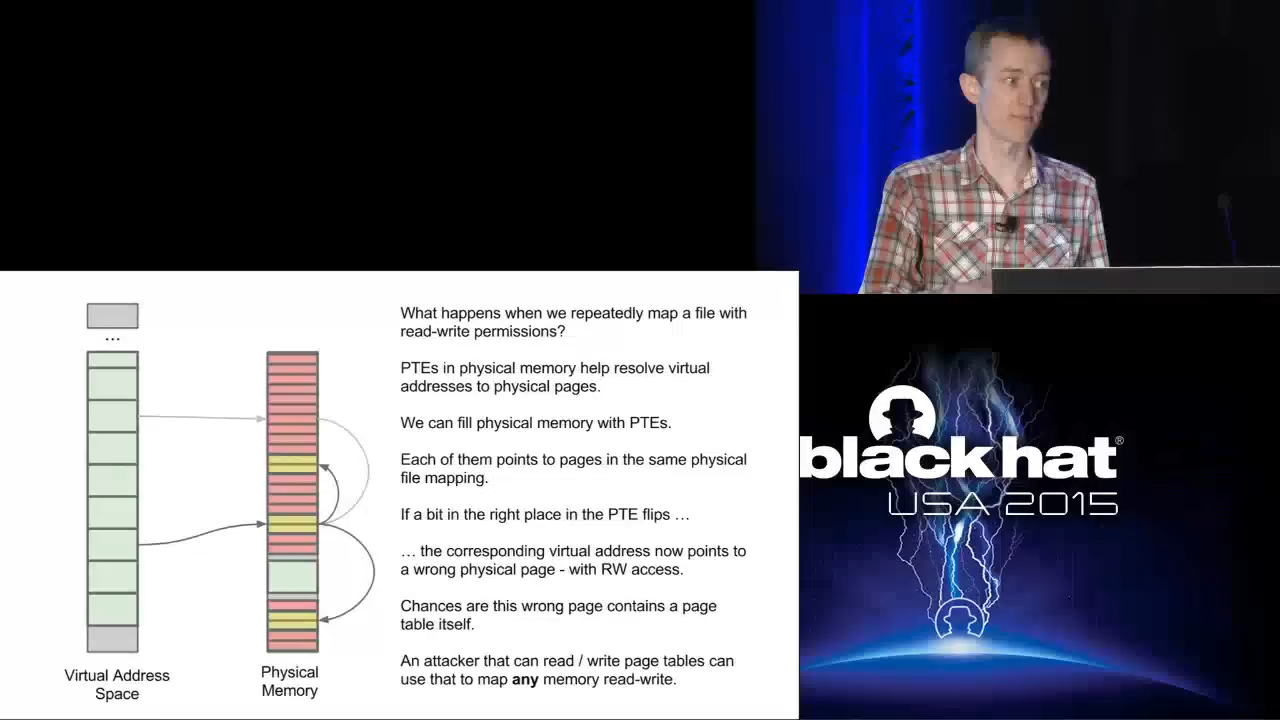 What happens when we repeatedly map a file with
read-write permissions?
PTEs in physical memory help resolve virtual
addresses to physical pages.
We can fill physical memory with PTEs.
Each of them points to pages in the same physical
file mapping.
If a bit in the right place in the PTE flips …
… the corresponding virtual address now points to
a wrong physical page - with RW access.
Chances are this wrong page contains a page
table itself.
An attacker that can read / write page tables can
use that to map any memory read-write.
...
Virtual Address
Space
Physical
Memory
black hat®
USA 2015